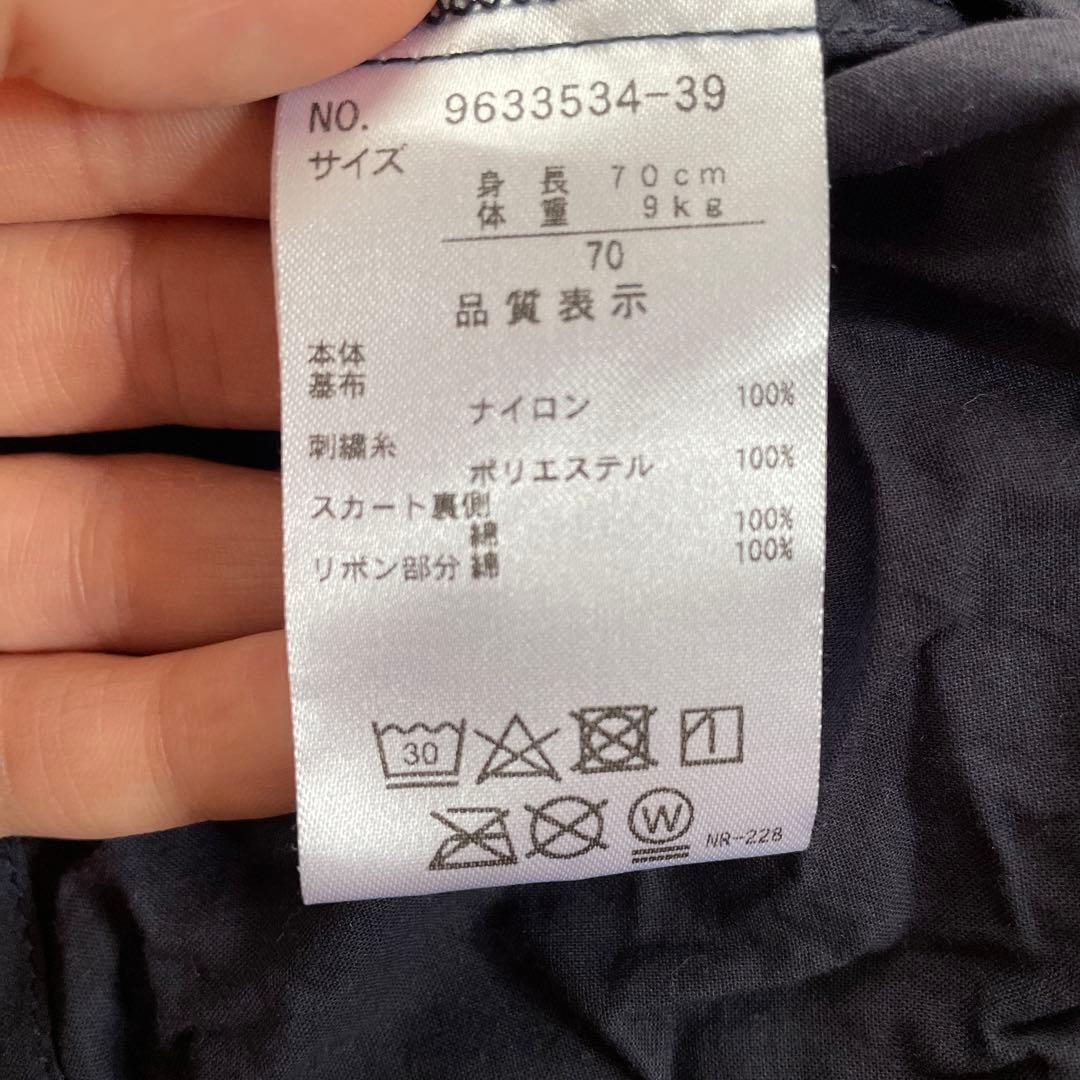 NO. 9633534-39
サイズ
身長 70cm
体重 9kg
70
品質表示
本体
基布
ナイロン 100%
刺繍糸
ポリエステル 100%
スカート裏側
綿 100%
リボン部分 綿 100%
30
W
NR-228